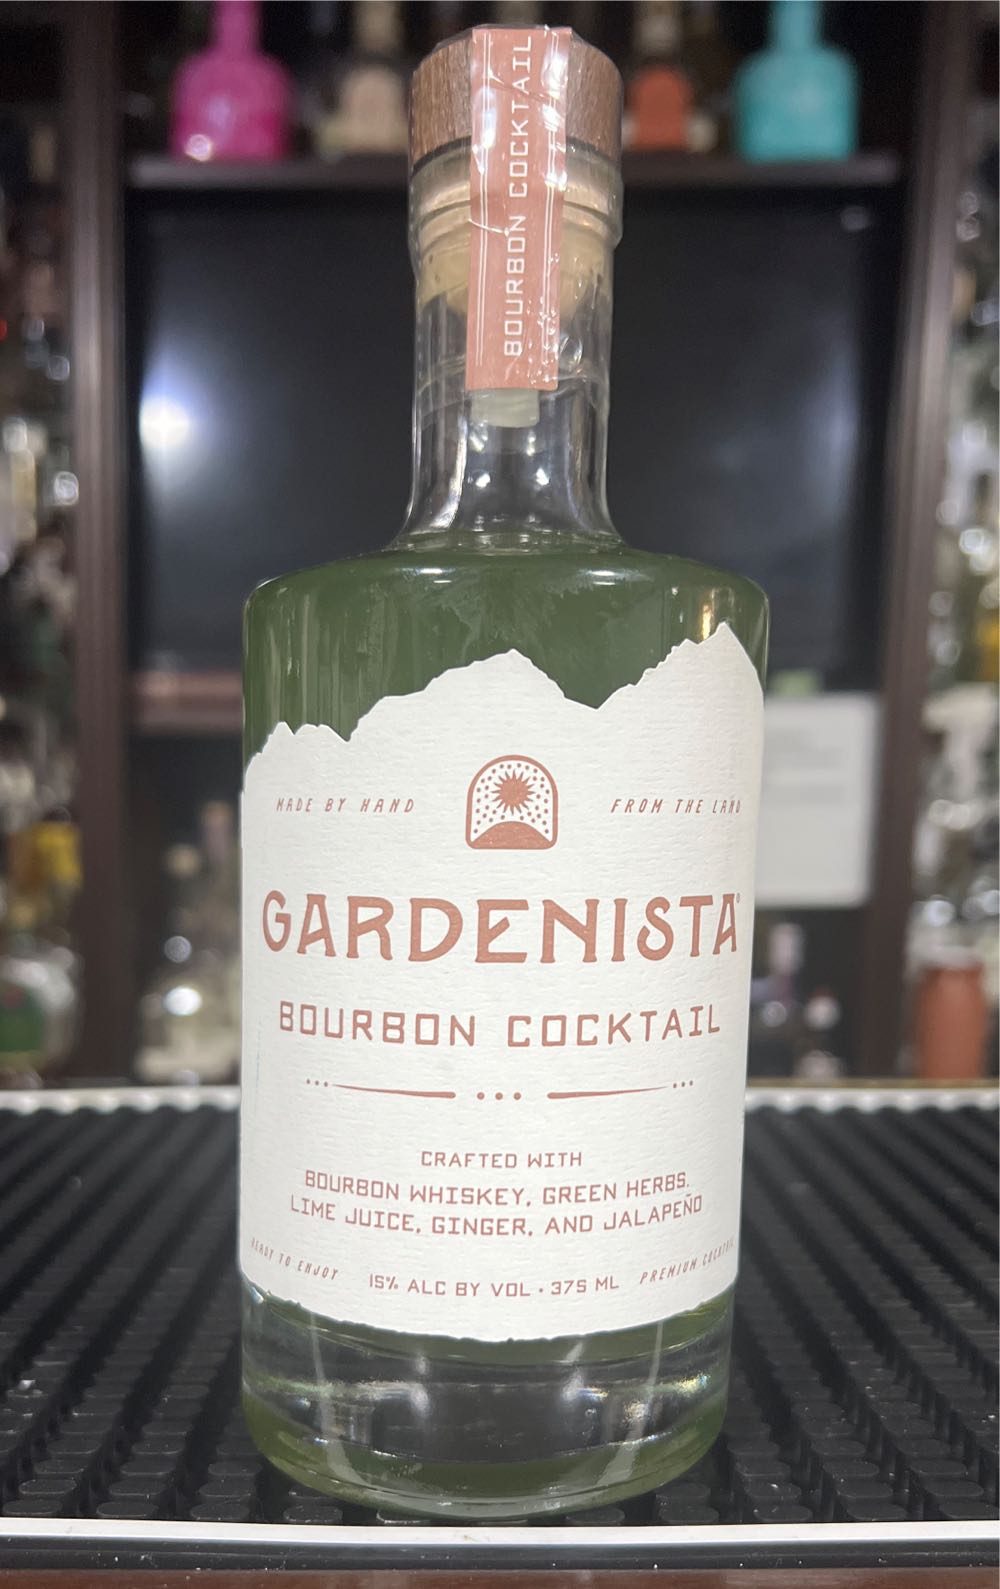 BOURBON COCKTAIL
MADE BY HAND
FROM THE LAND
GARDENISTA
BOURBON COCKTAIL
CRAFTED WITH
BOURBON WHISKEY, GREEN HERBS,
LIME JUICE, GINGER, AND JALAPEÑO
READY TO ENJOY
15% ALC BY VOL • 375 ML
PREMIUM COCKTAIL